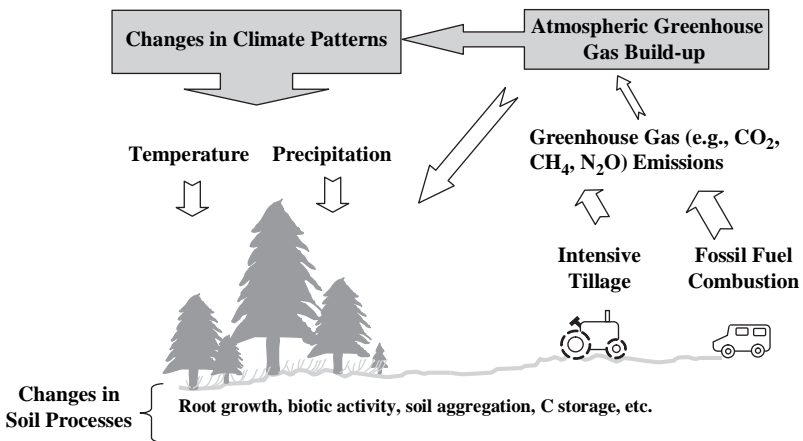 Changes in Climate Patterns
Atmospheric Greenhouse
Gas Build-up
Greenhouse Gas (e.g., CO₂,
CH₄, N₂O) Emissions
Temperature
Precipitation
Intensive
Tillage
Fossil Fuel
Combustion
Changes in
Soil Processes
Root growth, biotic activity, soil aggregation, C storage, etc.